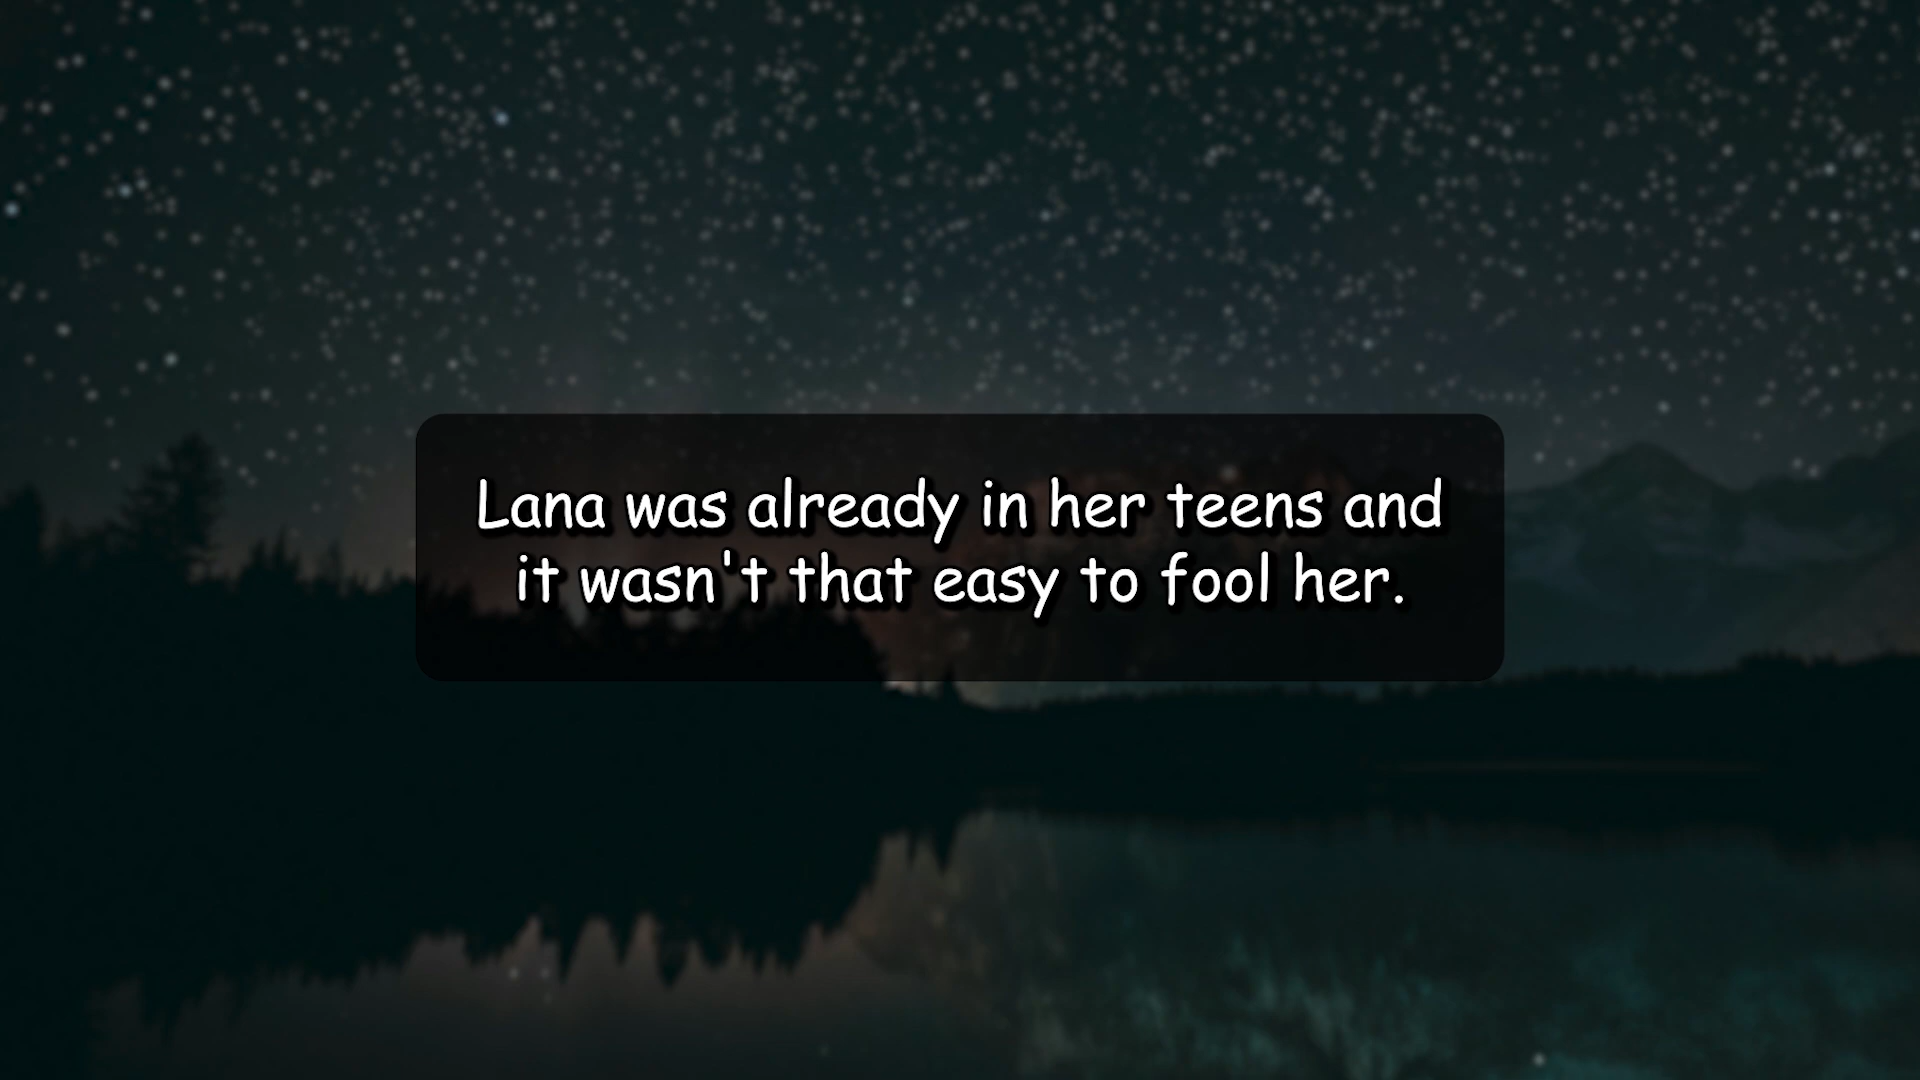 Lana was already in her teens and
it wasn't that easy to fool her.